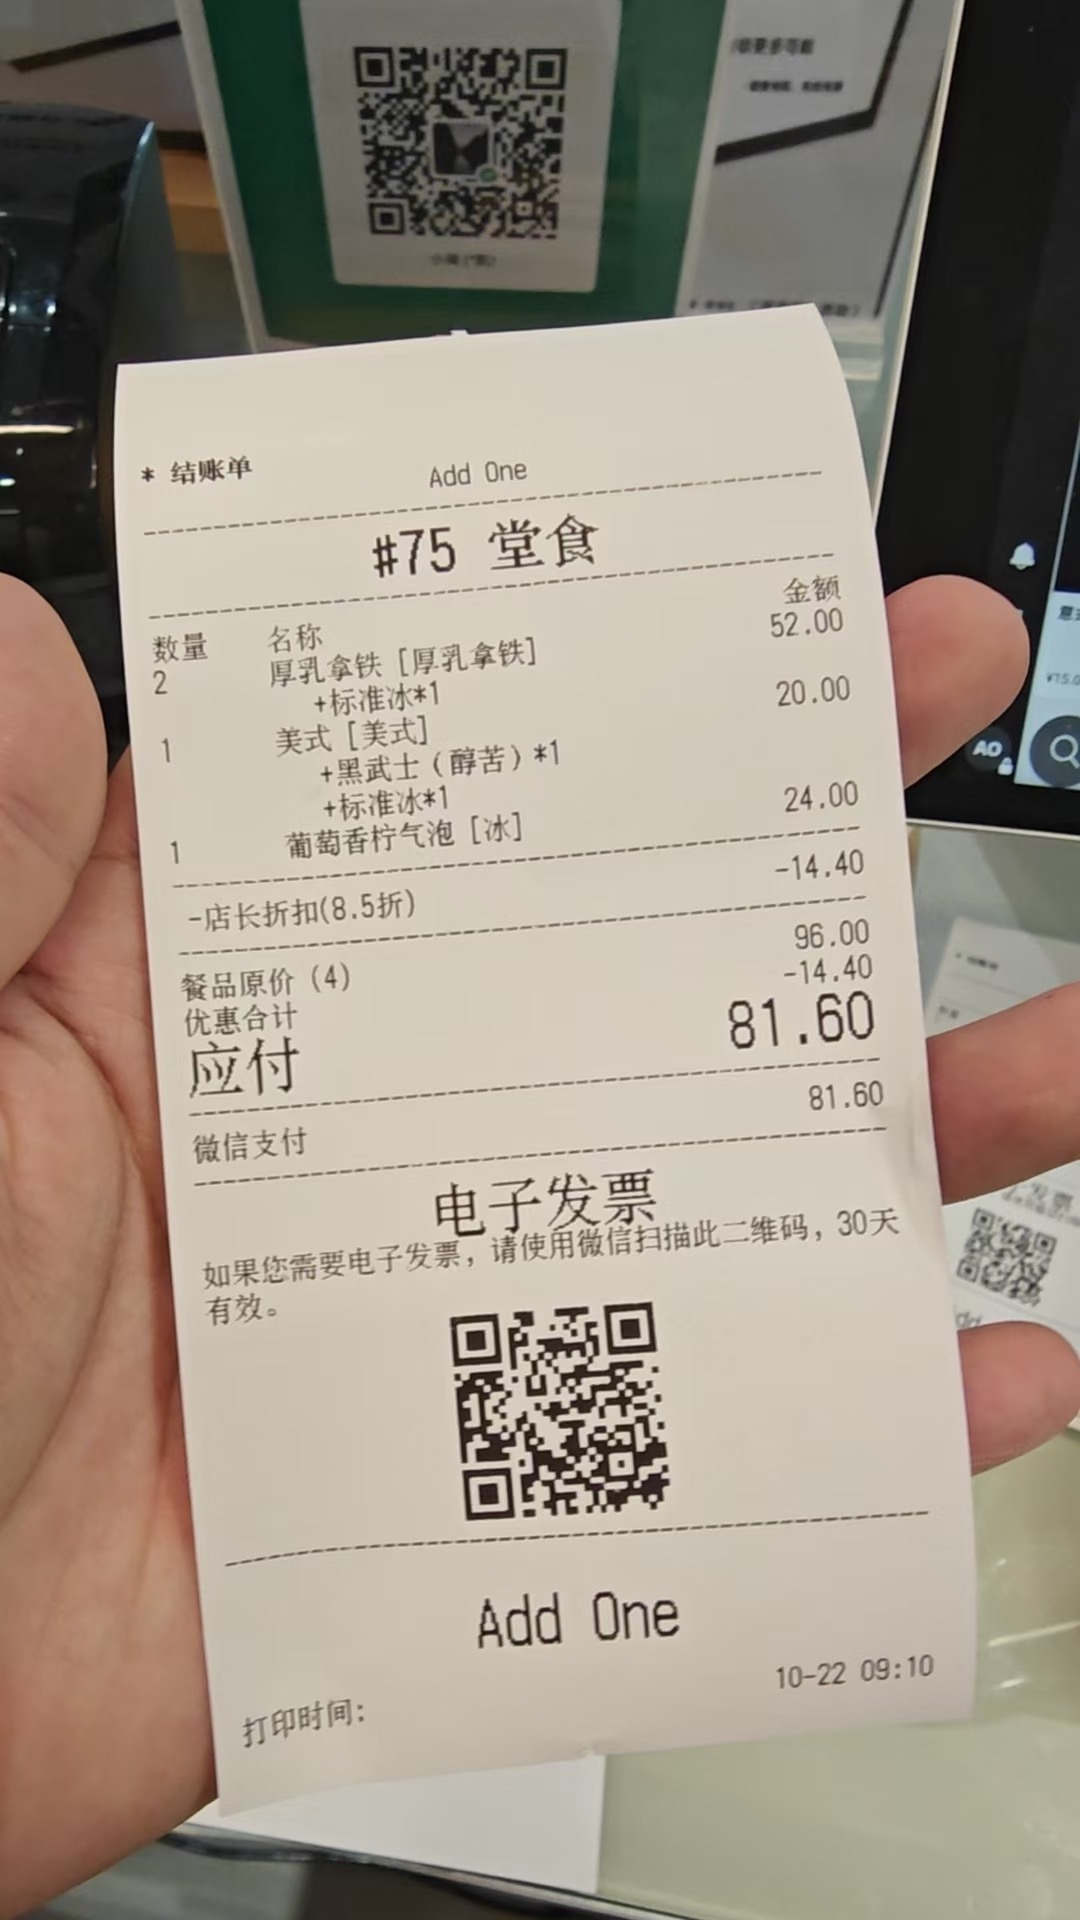 * 结账单 Add One
#75 堂食
数量 名称 金额
2 厚乳拿铁 [厚乳拿铁] 52.00
+标准冰*1
1 美式 [美式] 20.00
+黑武士 (醇苦) *1
+标准冰*1
1 葡萄香柠气泡 [冰] 24.00
-店长折扣(8.5折) -14.40
餐品原价 (4) 96.00
优惠合计 -14.40
应付 81.60
微信支付 81.60
电子发票
如果您需要电子发票, 请使用微信扫描此二维码, 30天
有效。
Add One
打印时间: 10-22 09:10
AO
¥15.0